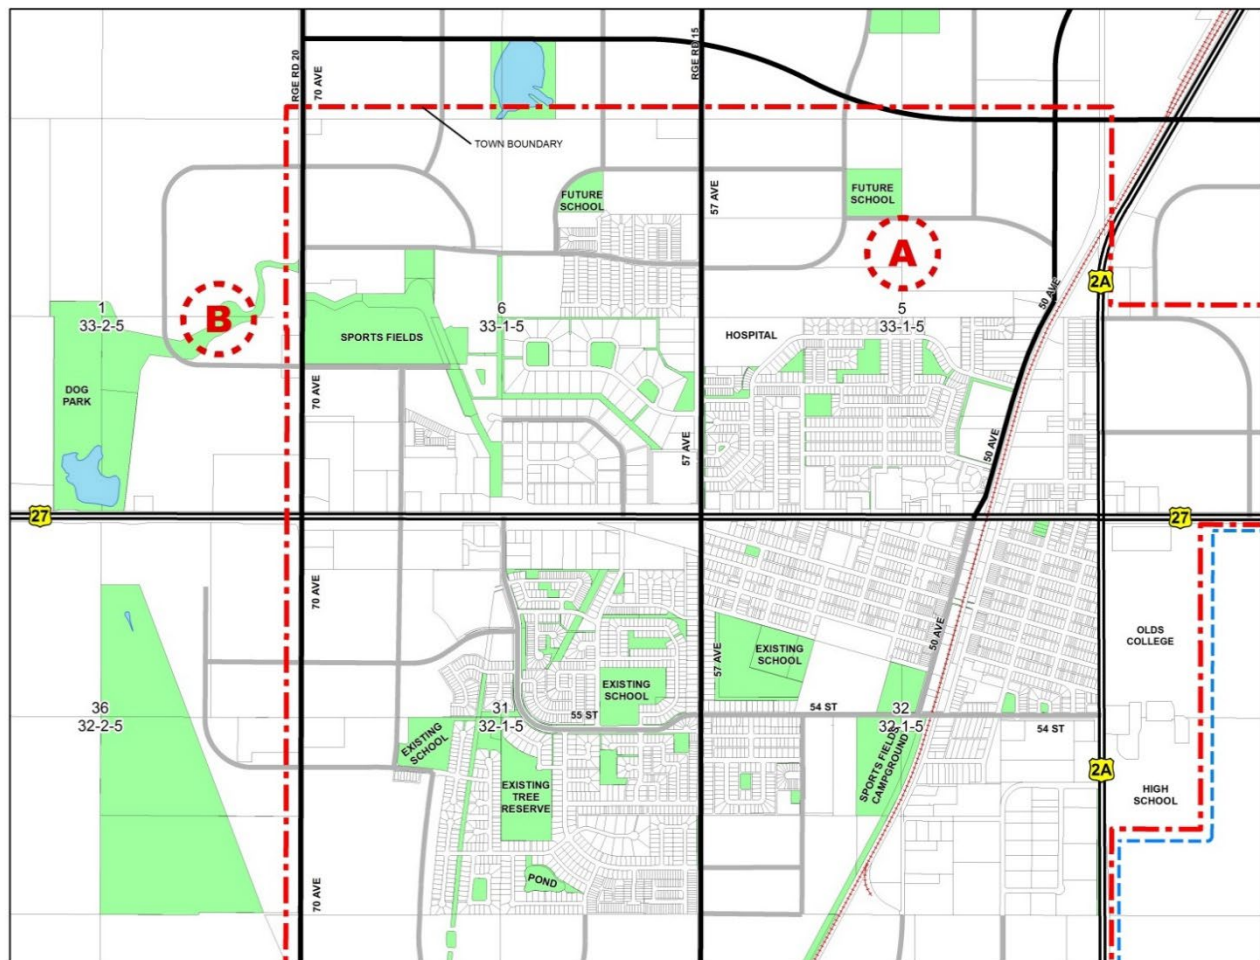 RGE RD 20
70 AVE
RGE RD 15
TOWN BOUNDARY
FUTURE
SCHOOL
57 AVE
FUTURE
SCHOOL
A
2A
50 AVE
B
1
33-2-5
6
33-1-5
5
33-1-5
SPORTS FIELDS
HOSPITAL
DOG
PARK
70 AVE
57 AVE
50 AVE
27
27
70 AVE
50 AVE
OLDS
COLLEGE
57 AVE
EXISTING
SCHOOL
EXISTING
SCHOOL
36
32-2-5
31
32-1-5
55 ST
54 ST
32
32-1-5
54 ST
EXISTING
SCHOOL
SPORTS FIELDS
CAMPGROUND
2A
EXISTING
TREE
RESERVE
HIGH
SCHOOL
POND
70 AVE